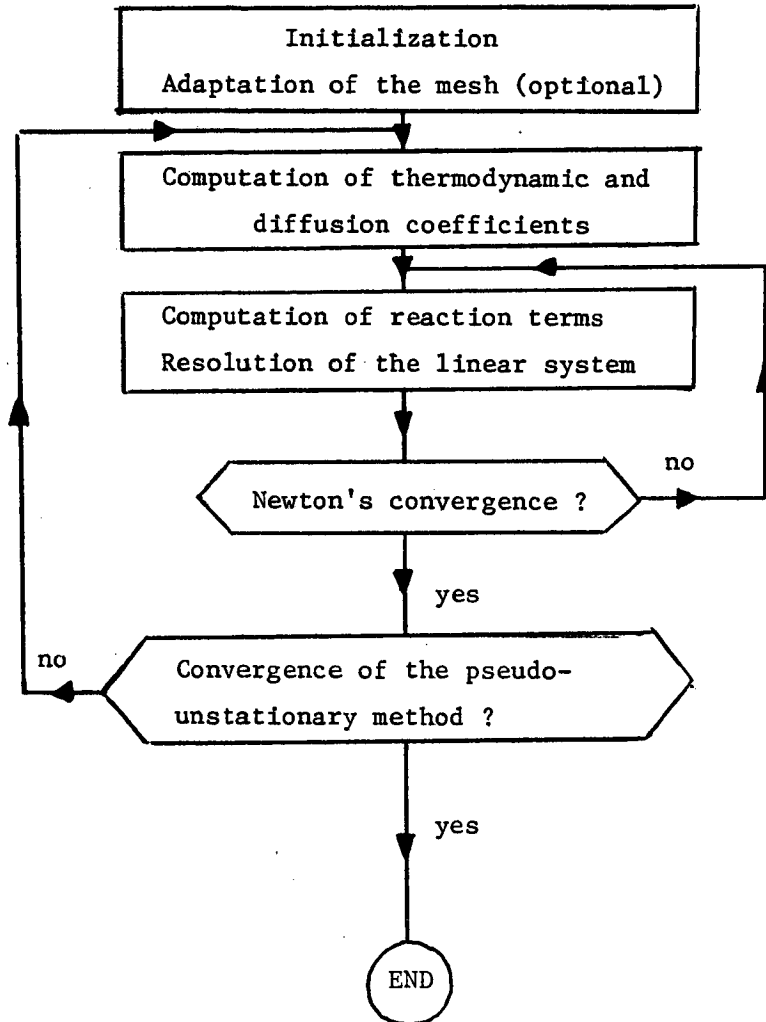 Initialization
Adaptation of the mesh (optional)
Computation of thermodynamic and
diffusion coefficients
Computation of reaction terms
Resolution of the linear system
Newton's convergence ?
no
yes
no
Convergence of the pseudo-
unstationary method ?
yes
END